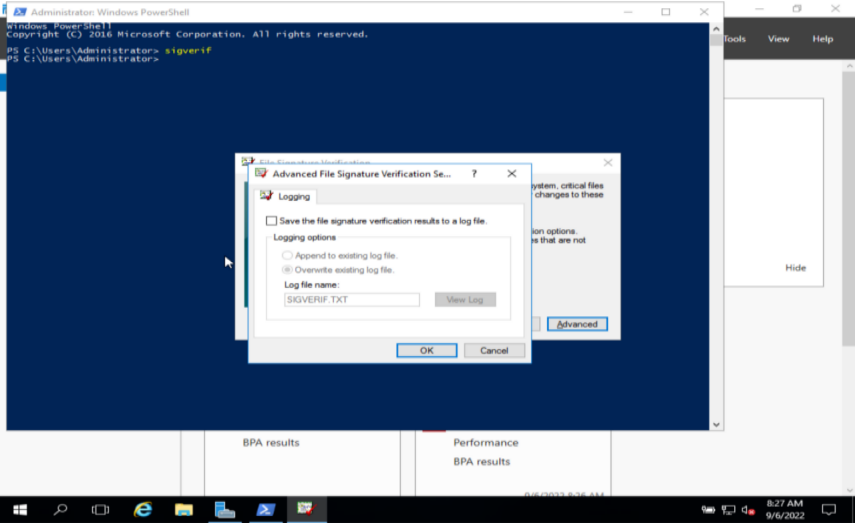 Administrator: Windows PowerShell
Windows PowerShell
Copyright (C) 2016 Microsoft Corporation. All rights reserved.
PS C:\Users\Administrator> sigverif
PS C:\Users\Administrator>
Tools View Help
File Signature Verification
Advanced File Signature Verification Se...
?
system, critical files
changes to these
Logging
Save the file signature verification results to a log file.
ion options.
es that are not
Logging options
Append to existing log file.
Overwrite existing log file.
Log file name:
SIGVERIF.TXT
View Log
Hide
Advanced
OK
Cancel
BPA results
Performance
BPA results
9/6/2022 8:26 AM
8:27 AM
9/6/2022